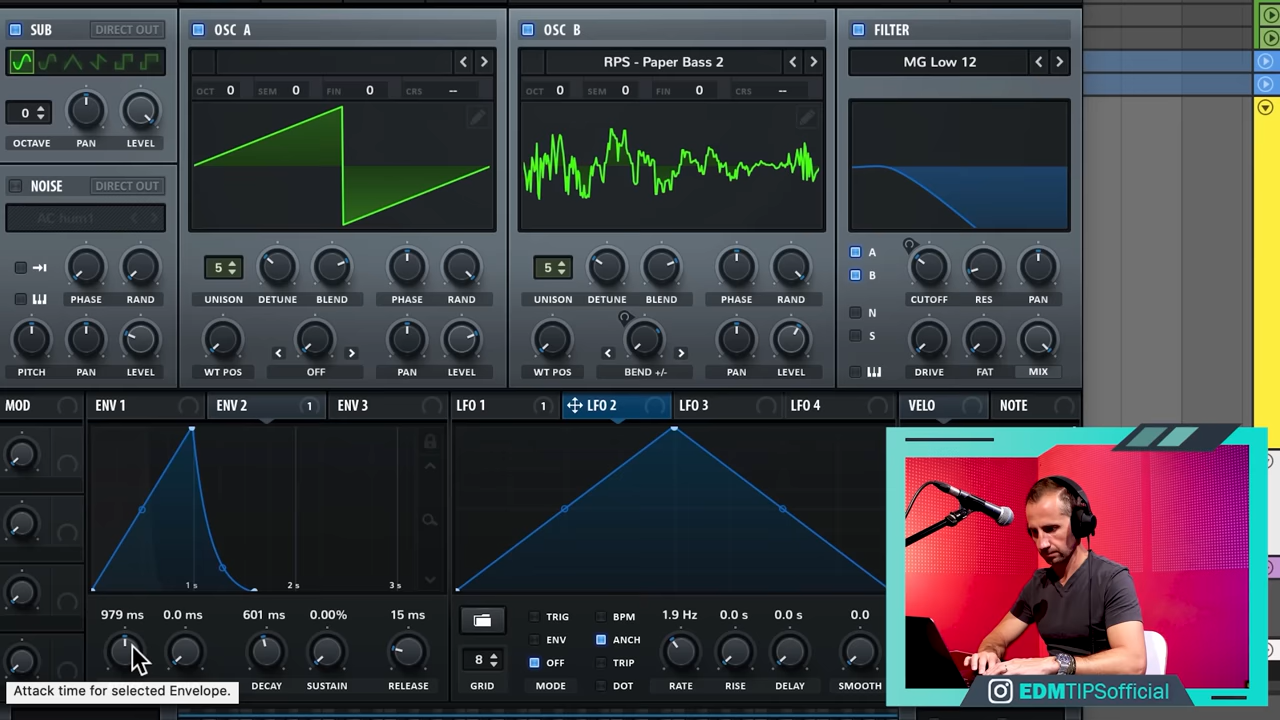 SUB
DIRECT OUT
OSC A
OSC B
FILTER
RPS - Paper Bass 2
MG Low 12
OCT 0 SEM 0 FIN 0 CRS --
OCT 0 SEM 0 FIN 0 CRS --
0
OCTAVE PAN LEVEL
NOISE
DIRECT OUT
AC hum1
A
B
5
5
PHASE RAND
UNISON DETUNE BLEND PHASE RAND
UNISON DETUNE BLEND PHASE RAND
CUTOFF RES PAN
N
S
PITCH PAN LEVEL
WT POS OFF PAN LEVEL
WT POS BEND +/- PAN LEVEL
DRIVE FAT MIX
MOD ENV 1 ENV 2 1 ENV 3 LFO 1 1 LFO 2 LFO 3 LFO 4 VELO NOTE
1 s 2 s 3 s
979 ms 0.0 ms 601 ms 0.00% 15 ms
TRIG BPM
1.9 Hz 0.0 s 0.0 s 0.0
ENV ANCH
8
OFF TRIP
DECAY SUSTAIN RELEASE
GRID MODE DOT RATE RISE DELAY SMOOTH
Attack time for selected Envelope.
EDMTIPSofficial